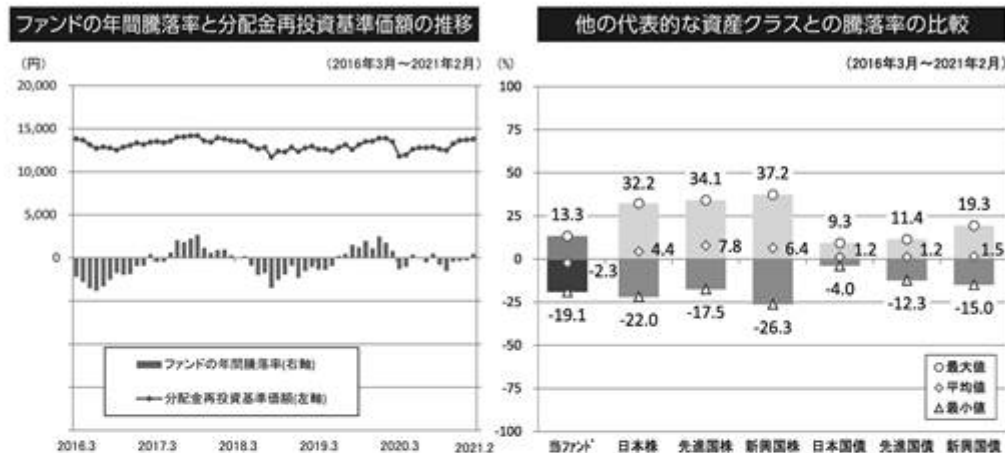 ファンドの年間騰落率と分配金再投資基準価額の推移
(円)
(2016年3月～2021年2月)
20,000
15,000
10,000
5,000
0
ファンドの年間騰落率(右軸)
分配金再投資基準価額(左軸)
2016.3
2017.3
2018.3
2019.3
2020.3
2021.2
他の代表的な資産クラスとの騰落率の比較
(%)
(2016年3月～2021年2月)
100
75
50
25
0
-25
-50
-75
-100
13.3
32.2
34.1
37.2
9.3
11.4
19.3
-2.3
4.4
7.8
6.4
1.2
1.2
1.5
-19.1
-22.0
-17.5
-26.3
-4.0
-12.3
-15.0
最大値
平均値
最小値
当ファンド
日本株
先進国株
新興国株
日本国債
先進国債
新興国債